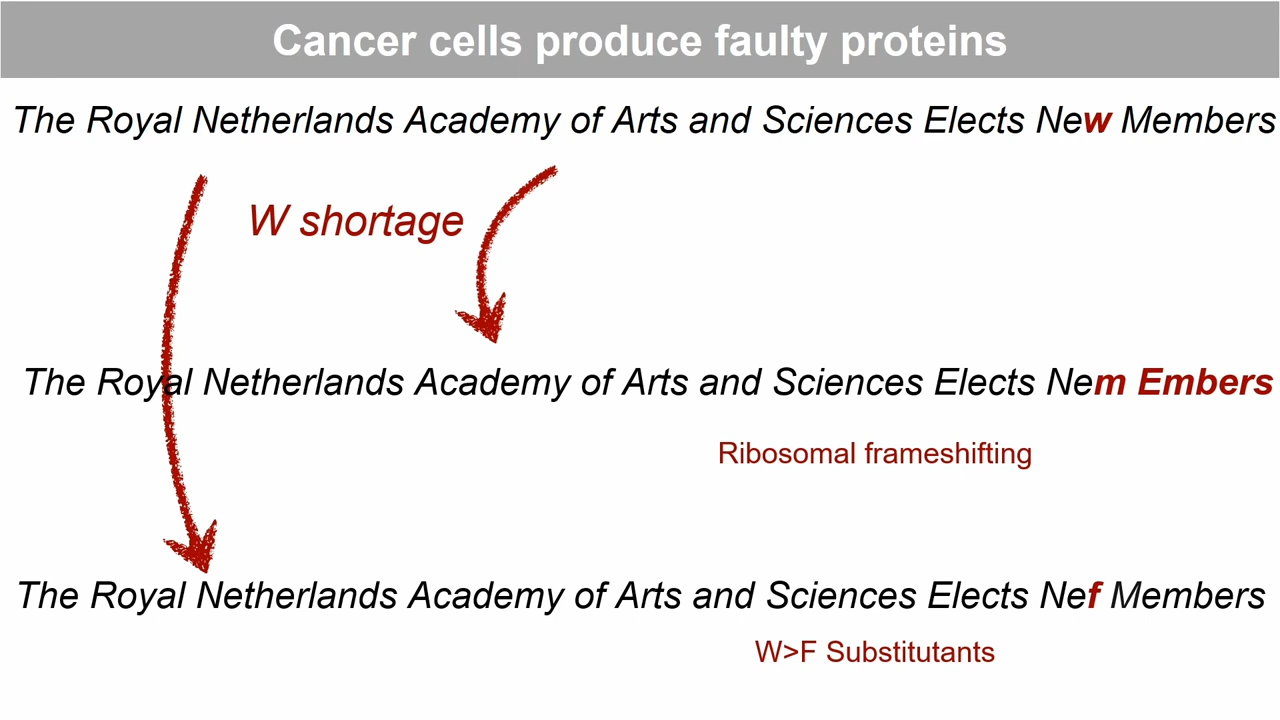 Cancer cells produce faulty proteins
The Royal Netherlands Academy of Arts and Sciences Elects New Members
W shortage
The Royal Netherlands Academy of Arts and Sciences Elects Nem Embers
Ribosomal frameshifting
The Royal Netherlands Academy of Arts and Sciences Elects Nef Members
W>F Substitutants